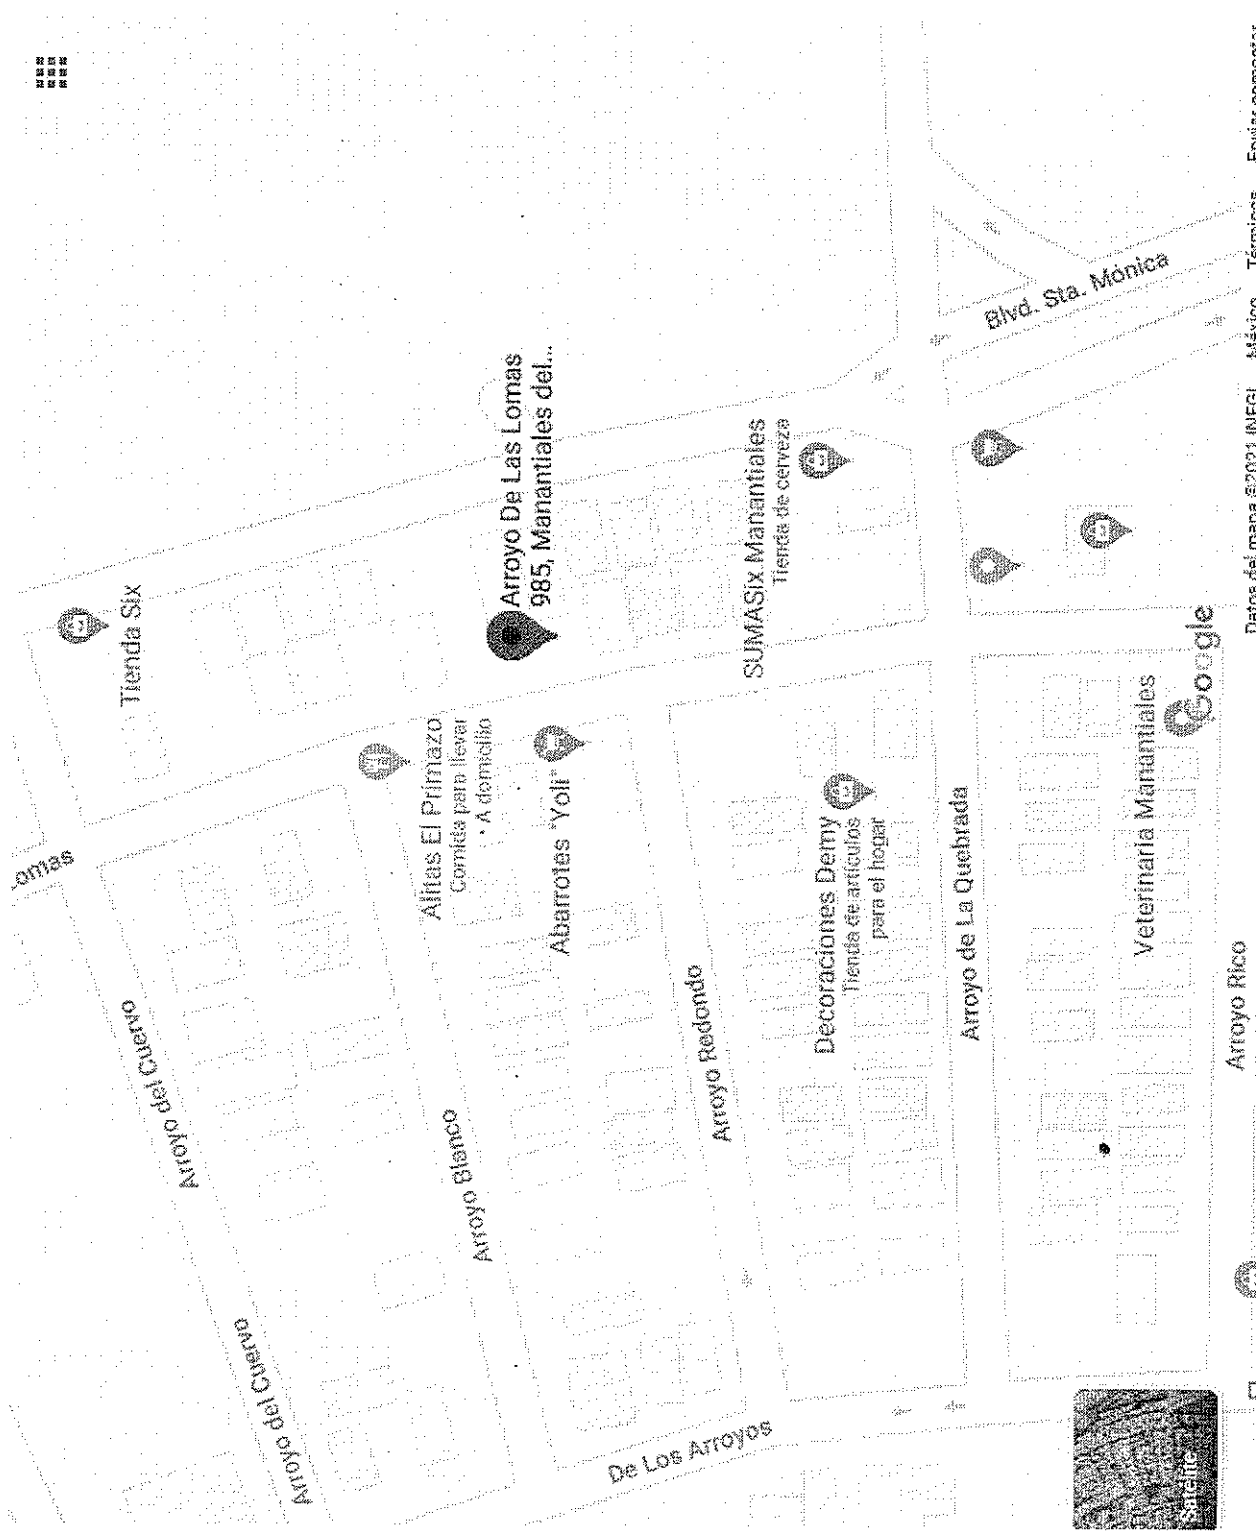 Tienda Six
omas
Arroyo De Las Lomas
985, Manantiales del...
Arroyo del Cuervo
Arroyo del Cuervo
Alitas El Primazo
Comida para llevar
• A domicilio
Abarrotes "Yoli"
Arroyo Blanco
SUMASix Manantiales
Tienda de cerveza
Blvd. Sta. Mónica
Arroyo Redondo
Decoraciones Demy
Tienda de artículos
para el hogar
De Los Arroyos
Arroyo de La Quebrada
Veterinaria Manantiales
Google
Satélite
Arroyo Rico
Datos del mapa ©2021 INEGI México Términos Enviar